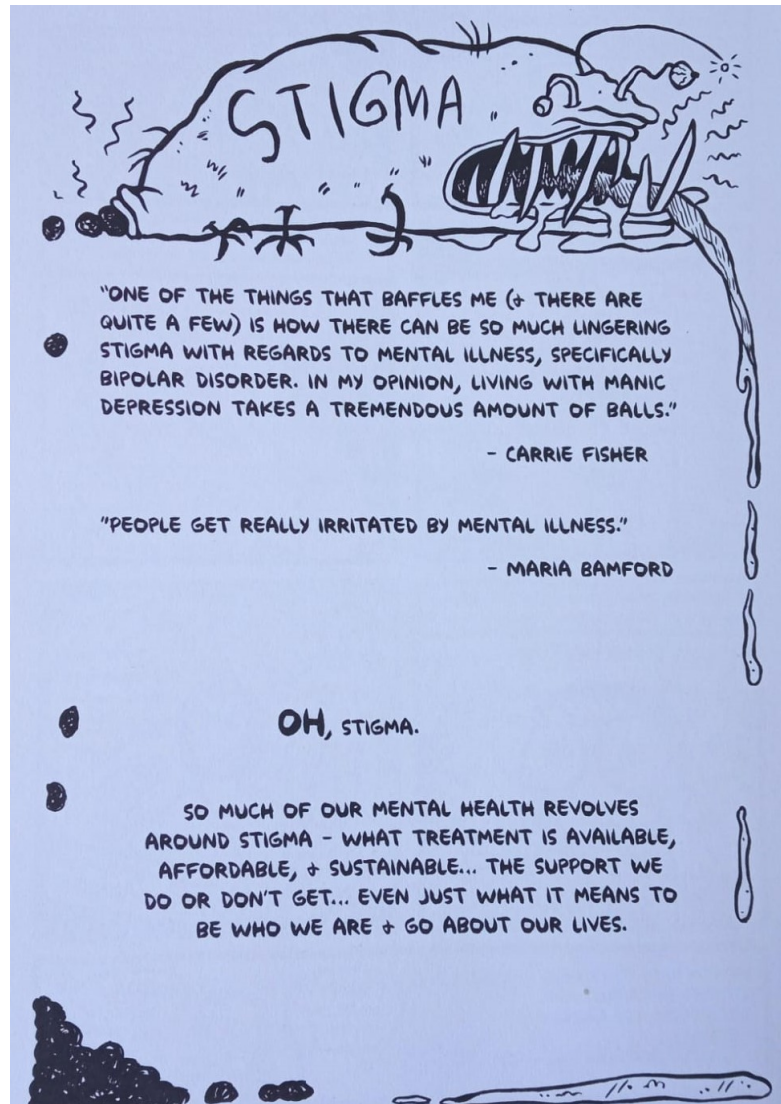 STIGMA
"ONE OF THE THINGS THAT BAFFLES ME (& THERE ARE
QUITE A FEW) IS HOW THERE CAN BE SO MUCH LINGERING
STIGMA WITH REGARDS TO MENTAL ILLNESS, SPECIFICALLY
BIPOLAR DISORDER. IN MY OPINION, LIVING WITH MANIC
DEPRESSION TAKES A TREMENDOUS AMOUNT OF BALLS."
- CARRIE FISHER
"PEOPLE GET REALLY IRRITATED BY MENTAL ILLNESS."
- MARIA BAMFORD
OH, STIGMA.
SO MUCH OF OUR MENTAL HEALTH REVOLVES
AROUND STIGMA - WHAT TREATMENT IS AVAILABLE,
AFFORDABLE, & SUSTAINABLE... THE SUPPORT WE
DO OR DON'T GET... EVEN JUST WHAT IT MEANS TO
BE WHO WE ARE & GO ABOUT OUR LIVES.